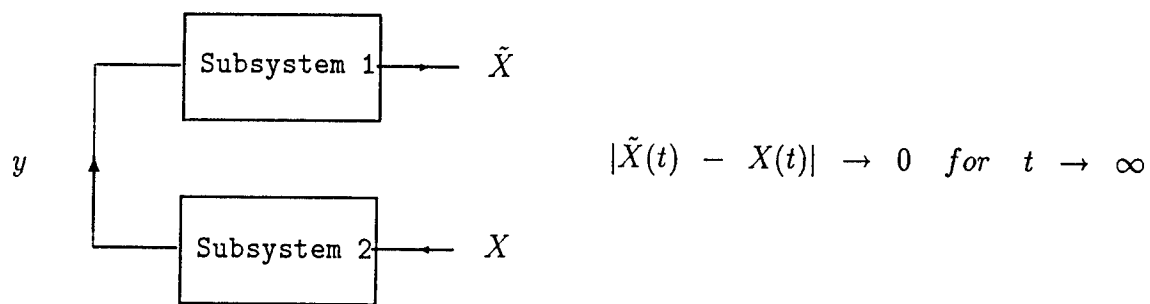 Subsystem 1 X̃
y |X̃(t) − X(t)| → 0 for t → ∞
Subsystem 2 X